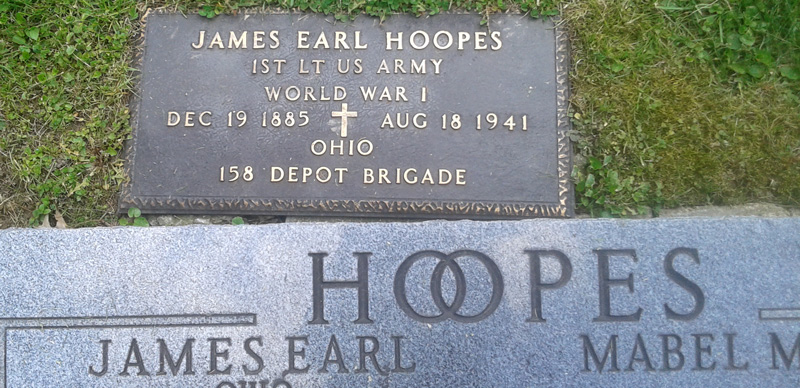 JAMES EARL HOOPES
1ST LT US ARMY
WORLD WAR I
DEC 19 1885 AUG 18 1941
OHIO
158 DEPOT BRIGADE
HOOPES
JAMES EARL MABEL M
OHIO